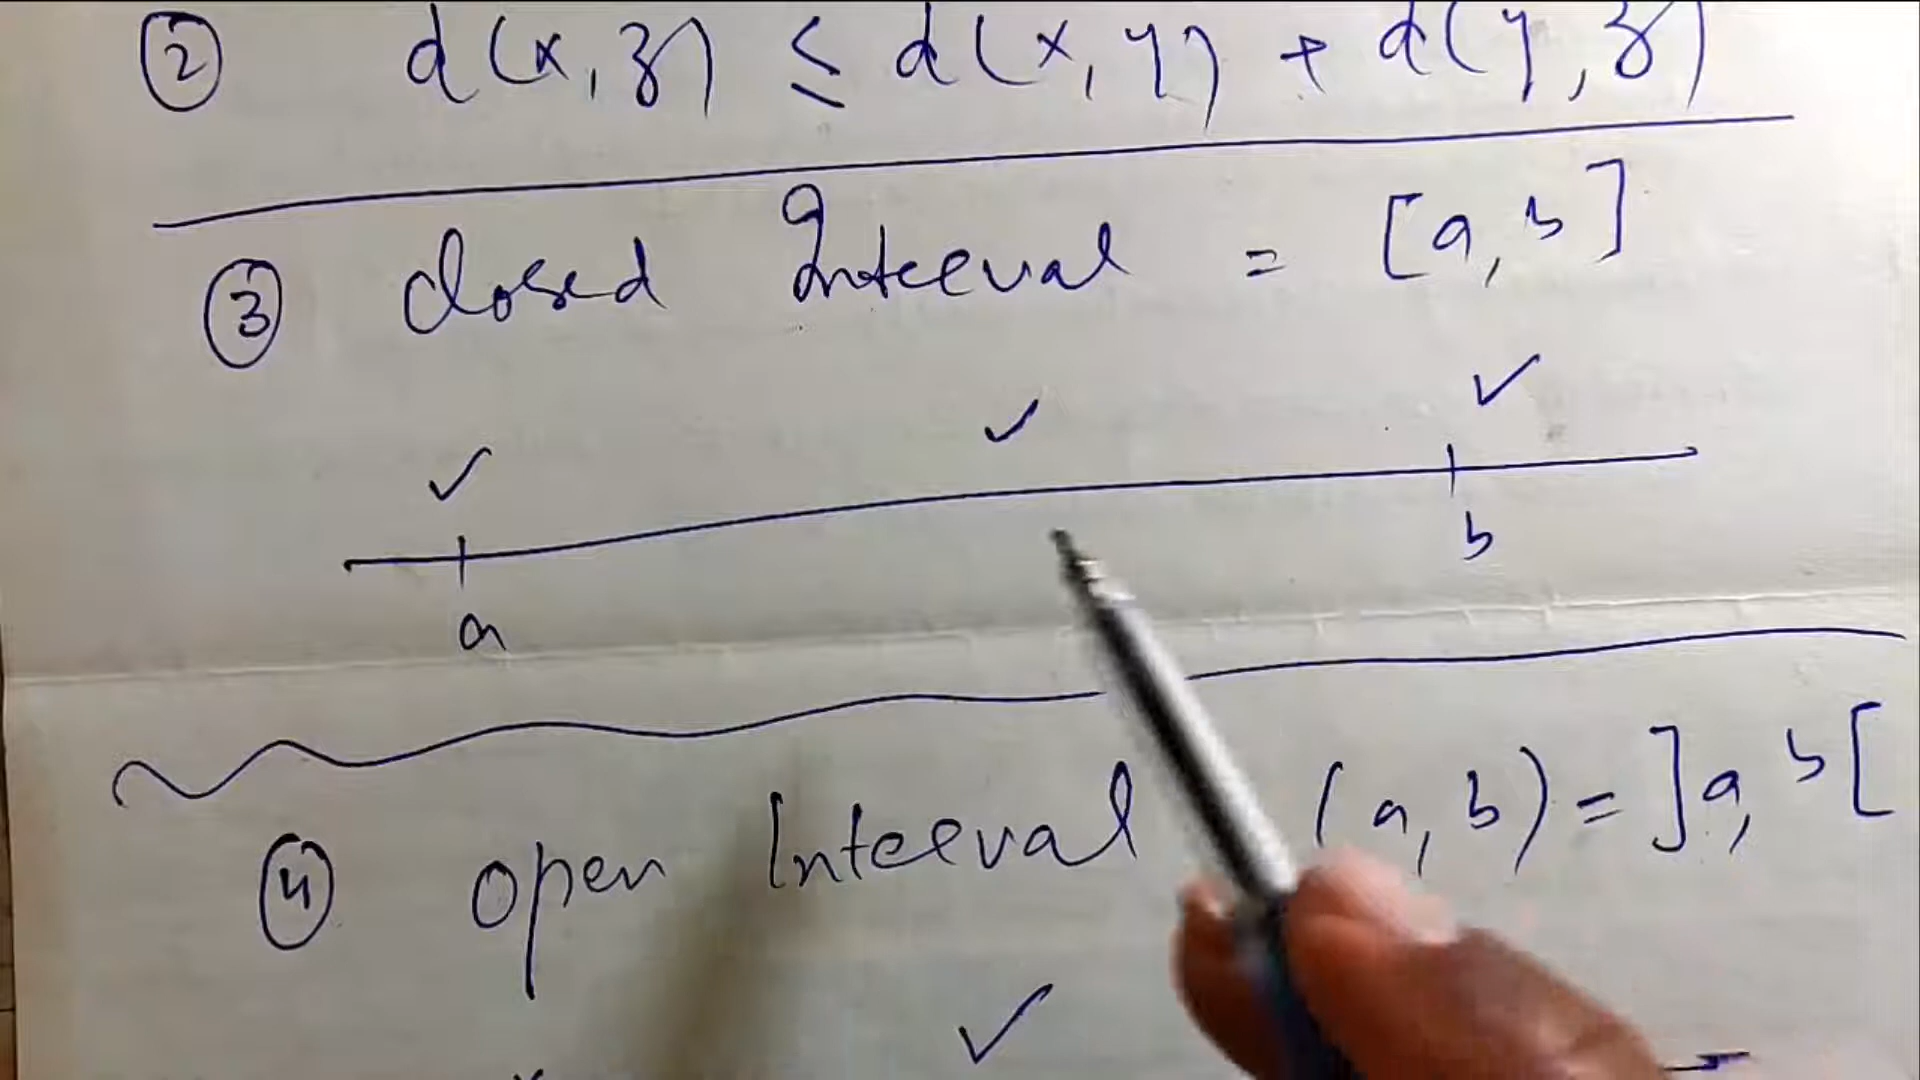 ② d(x,z) ≤ d(x,y) + d(y,z)
③ closed Interval = [a,b]
✓ ✓ ✓
a b
④ open Interval (a,b) = ]a,b[
✓